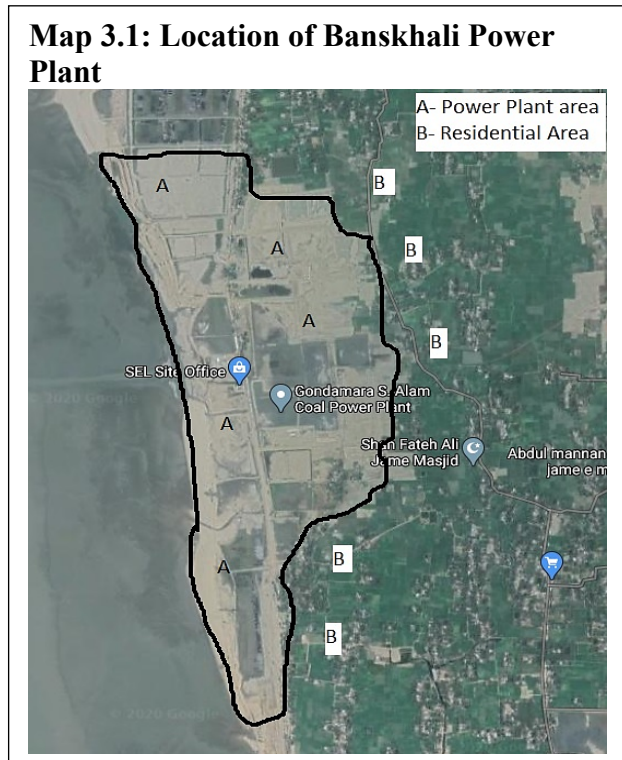 Map 3.1: Location of Banskhali Power
Plant
A- Power Plant area
B- Residential Area
A
B
A
B
A
B
SEL Site Office
Gondamara S. Alam
Coal Power Plant
© 2020 Google
A
Shah Fateh Ali
Jame Masjid
Abdul mannan
jame e m
B
A
B
© 2020 Google